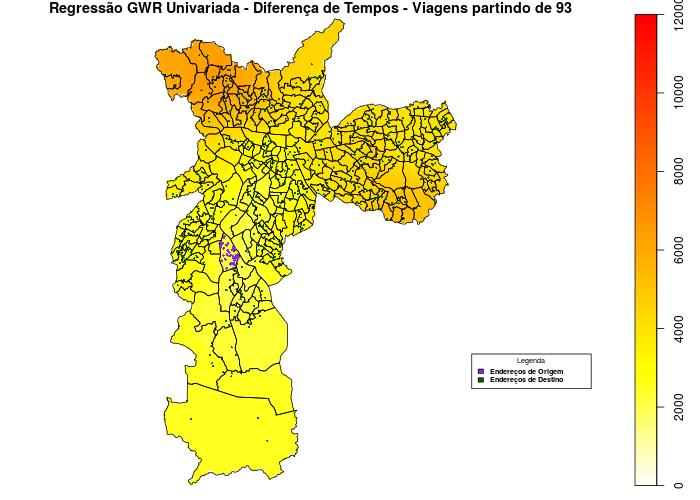 Regressão GWR Univariada - Diferença de Tempos - Viagens partindo de 93
12000
10000
8000
6000
4000
2000
0
Legenda
Endereços de Origem
Endereços de Destino